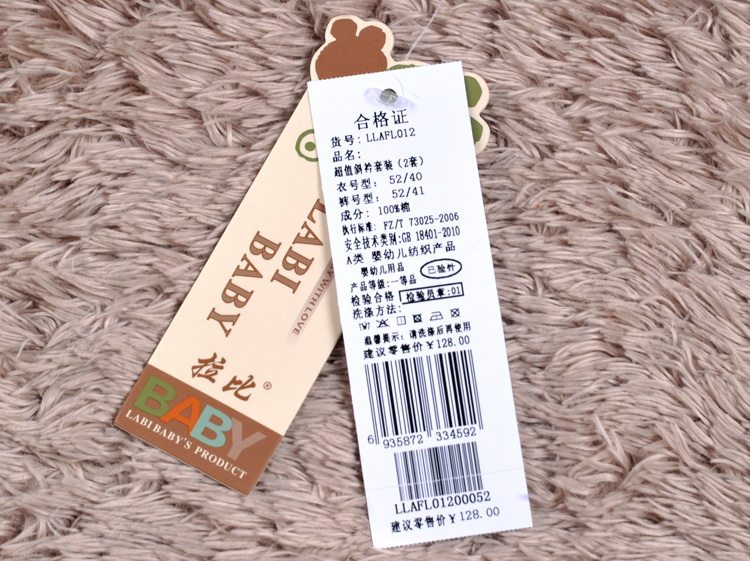 合格证
货号: LLAFL012
品名:
超值斜衿套装(2套)
衣号型: 52/40
裤号型: 52/41
成分: 100%棉
执行标准: FZ/T 73025-2006
安全技术类别:GB 18401-2010
A类 婴幼儿纺织产品
婴幼儿用品 已验针
产品等级:一等品
检验合格 检验员章:01
洗涤方法:
温馨提示: 请洗涤后再使用
建议零售价¥128.00
6 935872 334592
LLAFL01200052
建议零售价¥128.00
LABI
BABY
WITH LOVE
拉比®
BABY
LABI BABY'S PRODUCT